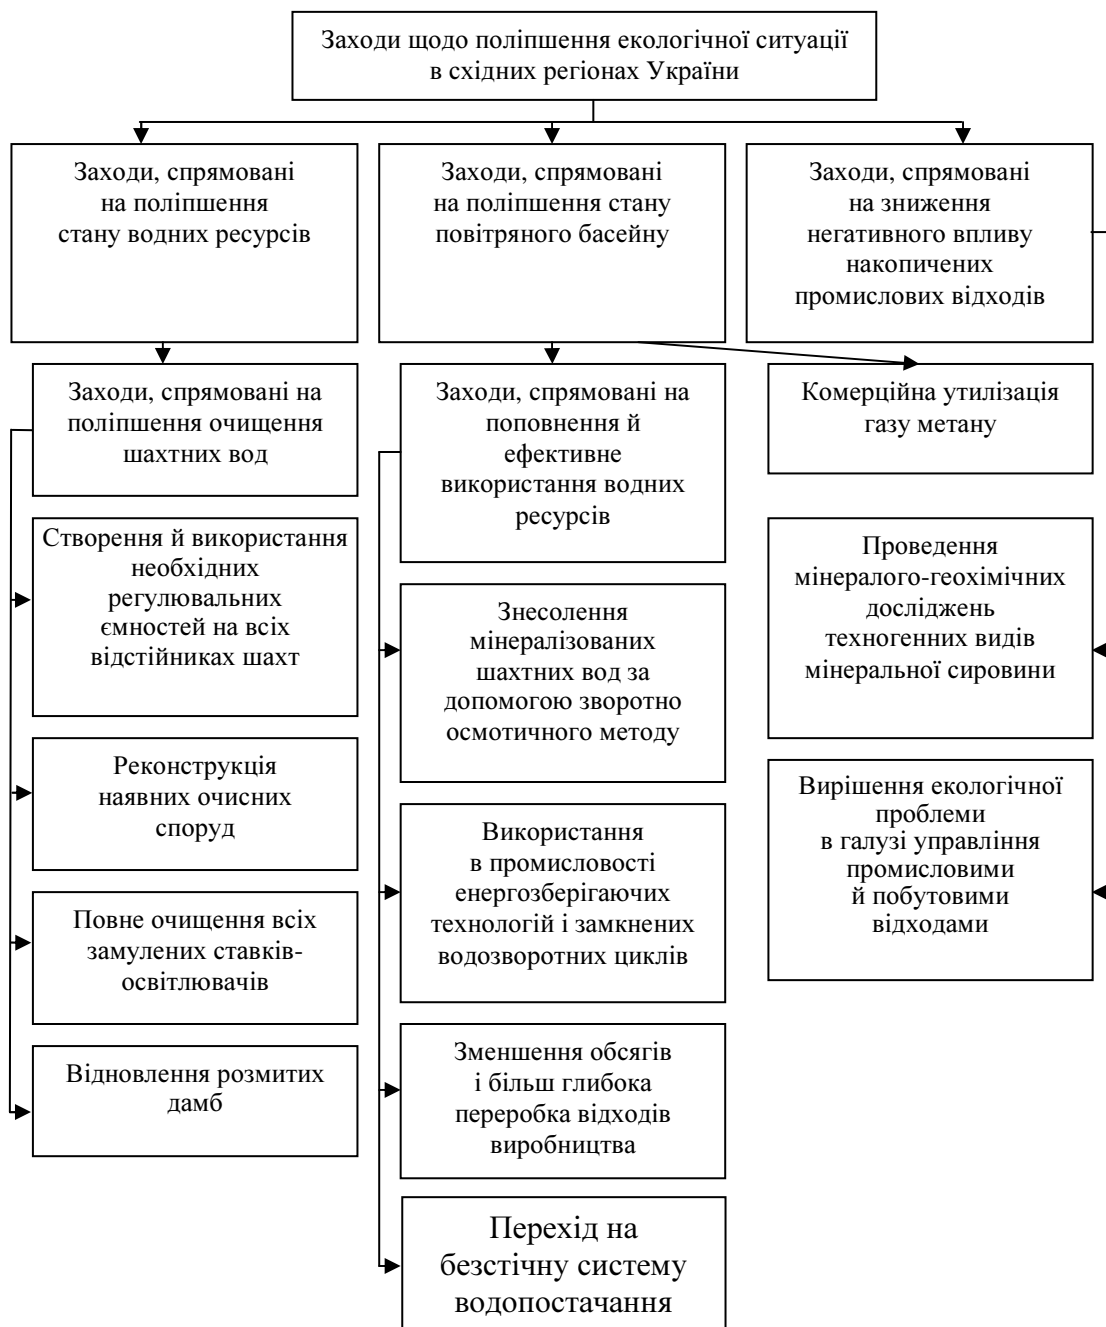 Заходи щодо поліпшення екологічної ситуації
в східних регіонах України
Заходи, спрямовані
на поліпшення
стану водних ресурсів
Заходи, спрямовані
на поліпшення стану
повітряного басейну
Заходи, спрямовані
на зниження
негативного впливу
накопичених
промислових відходів
Заходи, спрямовані на
поліпшення очищення
шахтних вод
Створення й використання
необхідних
регулювальних
ємностей на всіх
відстійниках шахт
Реконструкція
наявних очисних
споруд
Повне очищення всіх
замулених ставків-
освітлювачів
Відновлення розмитих
дамб
Заходи, спрямовані на
поповнення й
ефективне
використання водних
ресурсів
Знесолення
мінералізованих
шахтних вод за
допомогою зворотно
осмотичного методу
Використання
в промисловості
енергозберігаючих
технологій і замкнених
водозворотних циклів
Зменшення обсягів
і більш глибока
переробка відходів
виробництва
Перехід на
безстічну систему
водопостачання
Комерційна утилізація
газу метану
Проведення
мінералого-геохімічних
досліджень
техногенних видів
мінеральної сировини
Вирішення екологічної
проблеми
в галузі управління
промисловими
й побутовими
відходами